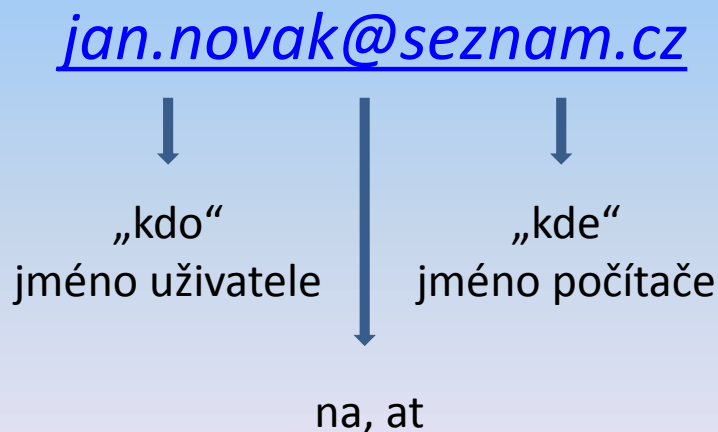 jan.novak@seznam.cz
„kdo“
jméno uživatele
„kde“
jméno počítače
na, at